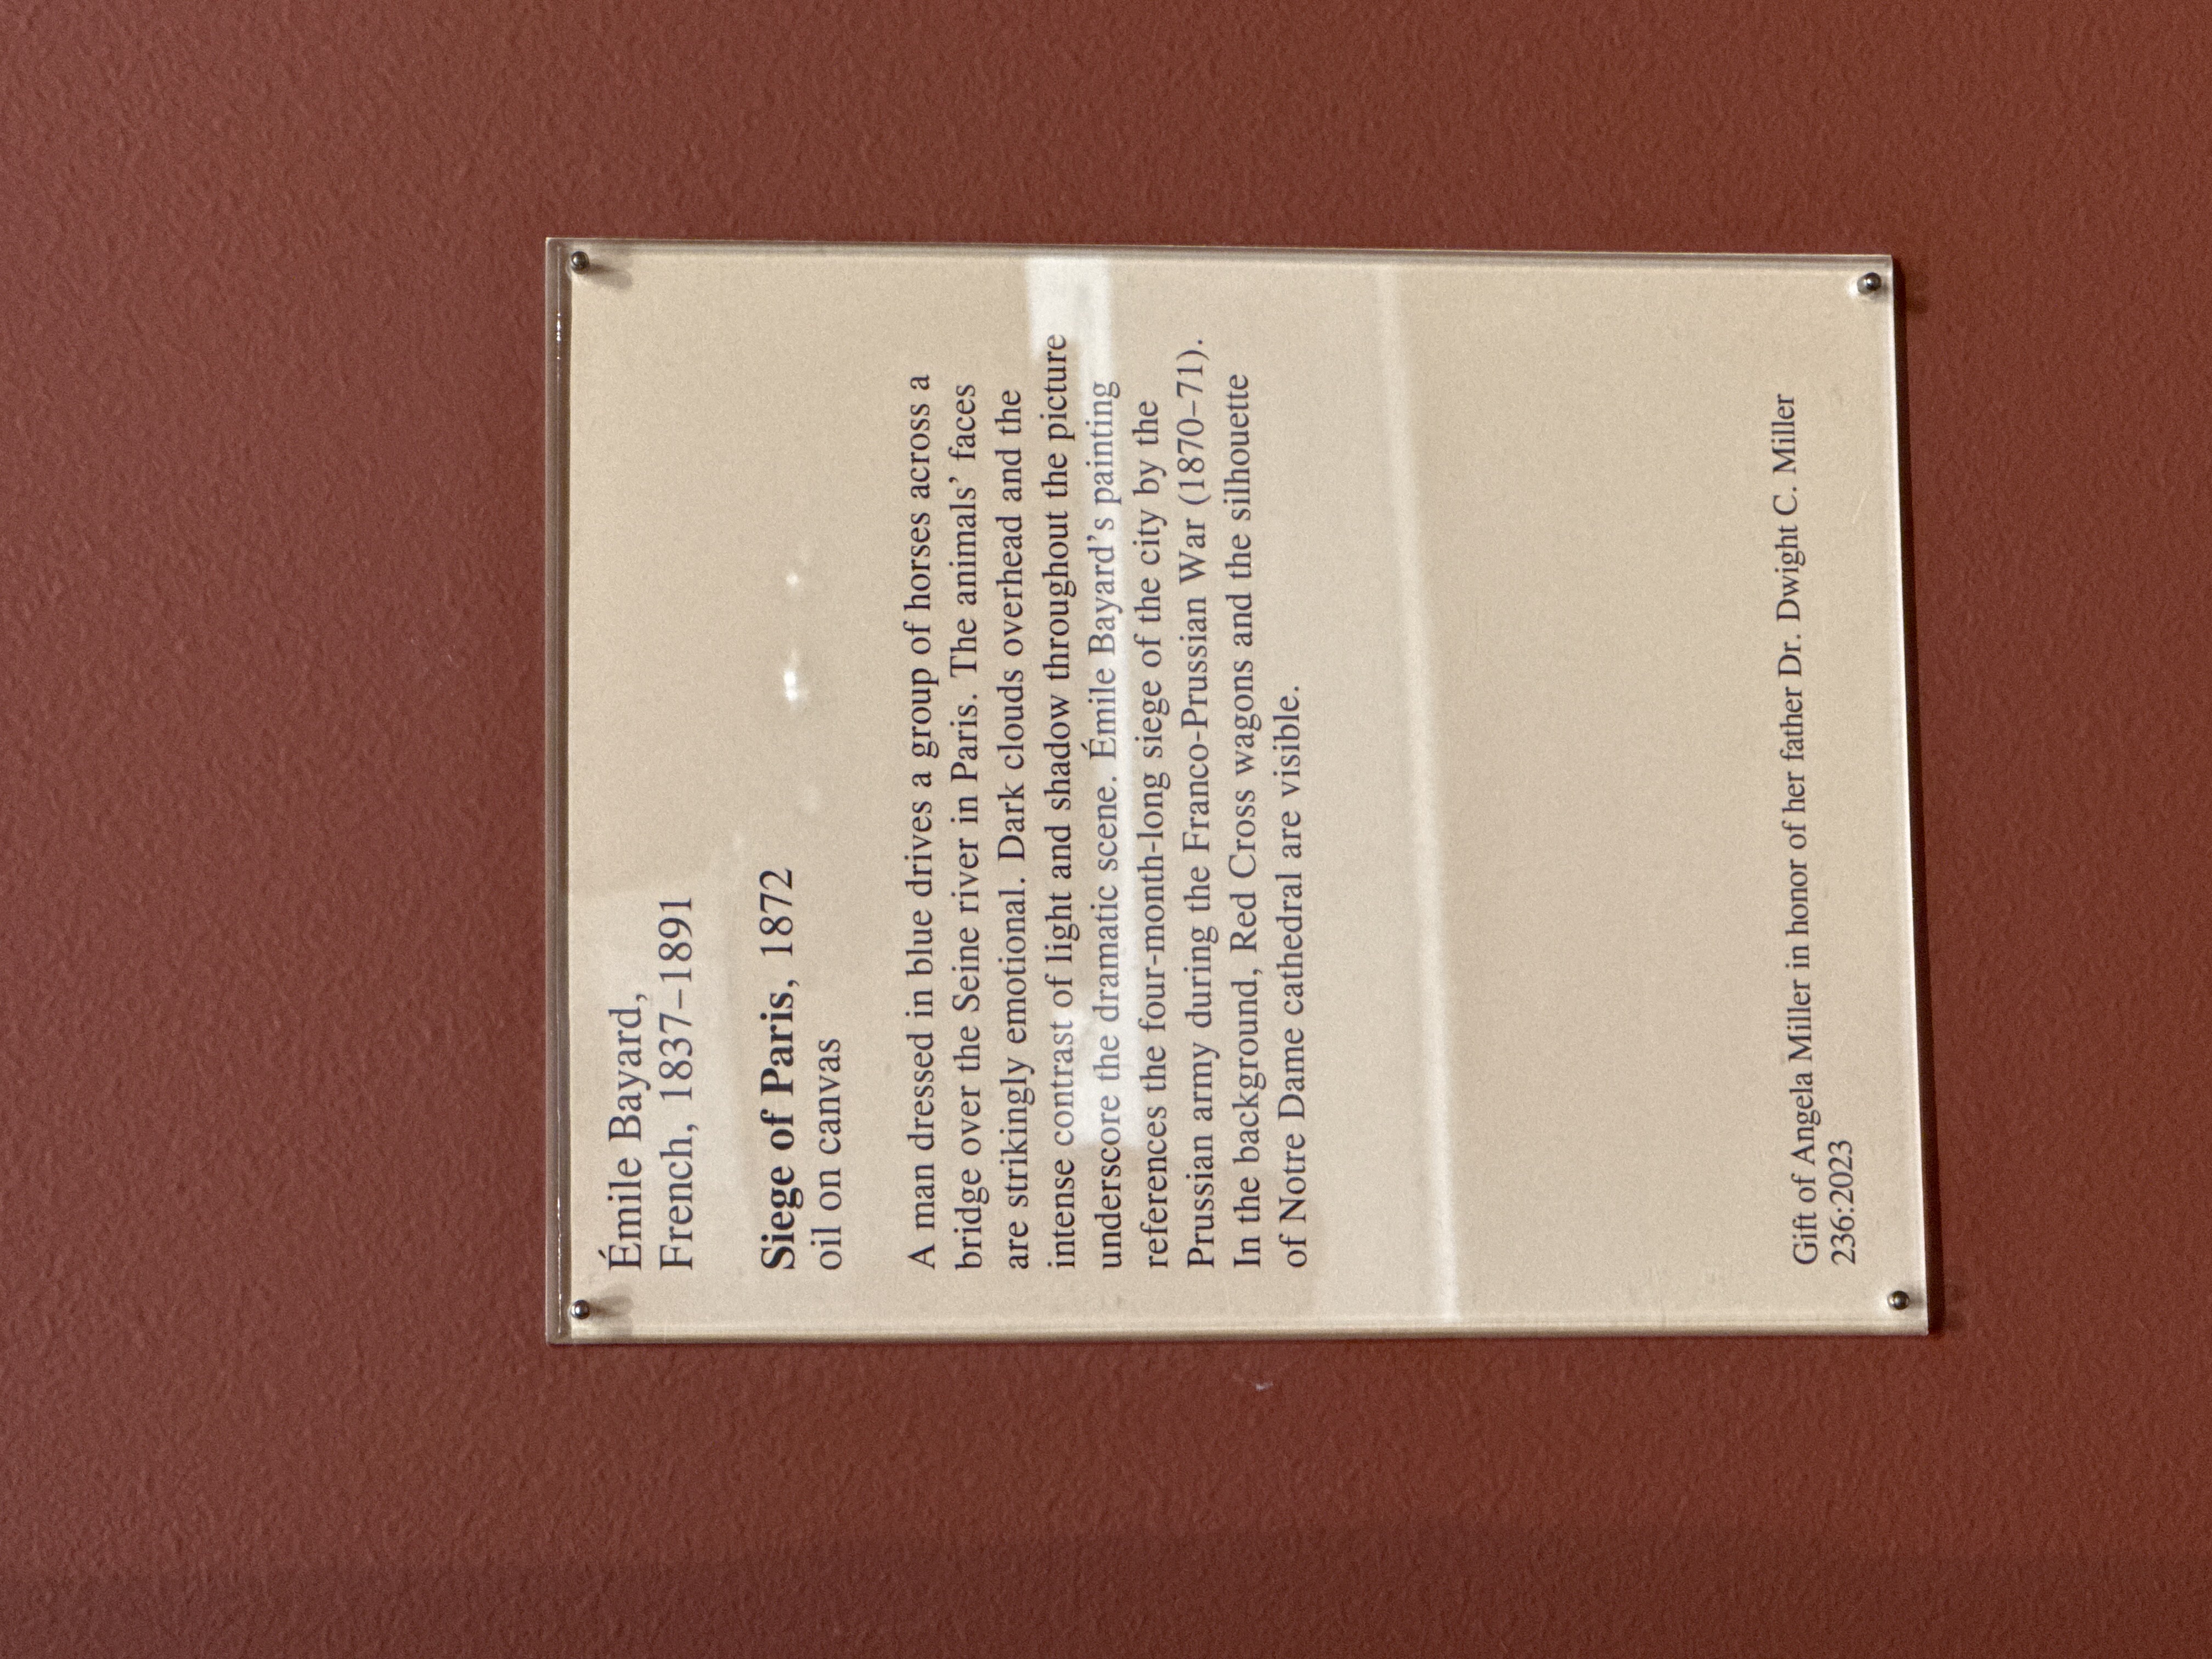 Émile Bayard,
French, 1837–1891
Siege of Paris, 1872
oil on canvas
A man dressed in blue drives a group of horses across a
bridge over the Seine river in Paris. The animals’ faces
are strikingly emotional. Dark clouds overhead and the
intense contrast of light and shadow throughout the picture
underscore the dramatic scene. Émile Bayard’s painting
references the four-month-long siege of the city by the
Prussian army during the Franco-Prussian War (1870–71).
In the background, Red Cross wagons and the silhouette
of Notre Dame cathedral are visible.
Gift of Angela Miller in honor of her father Dr. Dwight C. Miller
236:2023